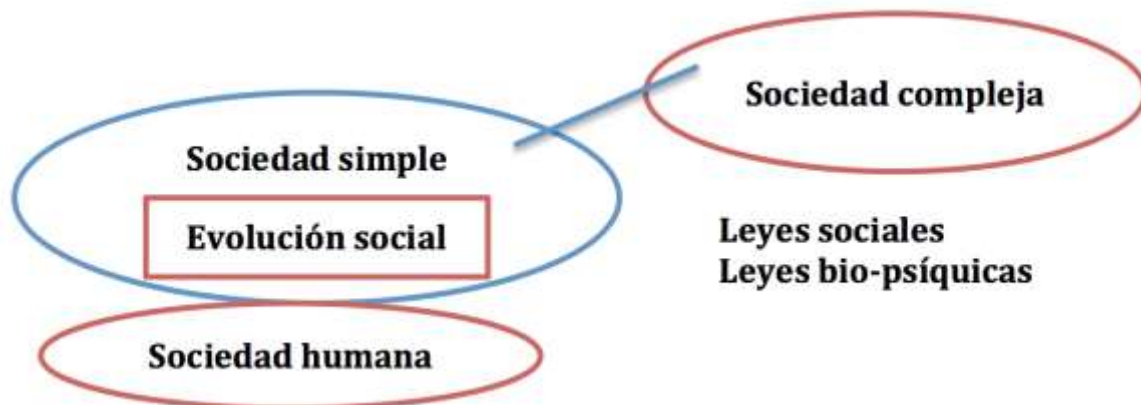 Sociedad compleja
Sociedad simple
Evolución social
Leyes sociales
Leyes bio-psíquicas
Sociedad humana